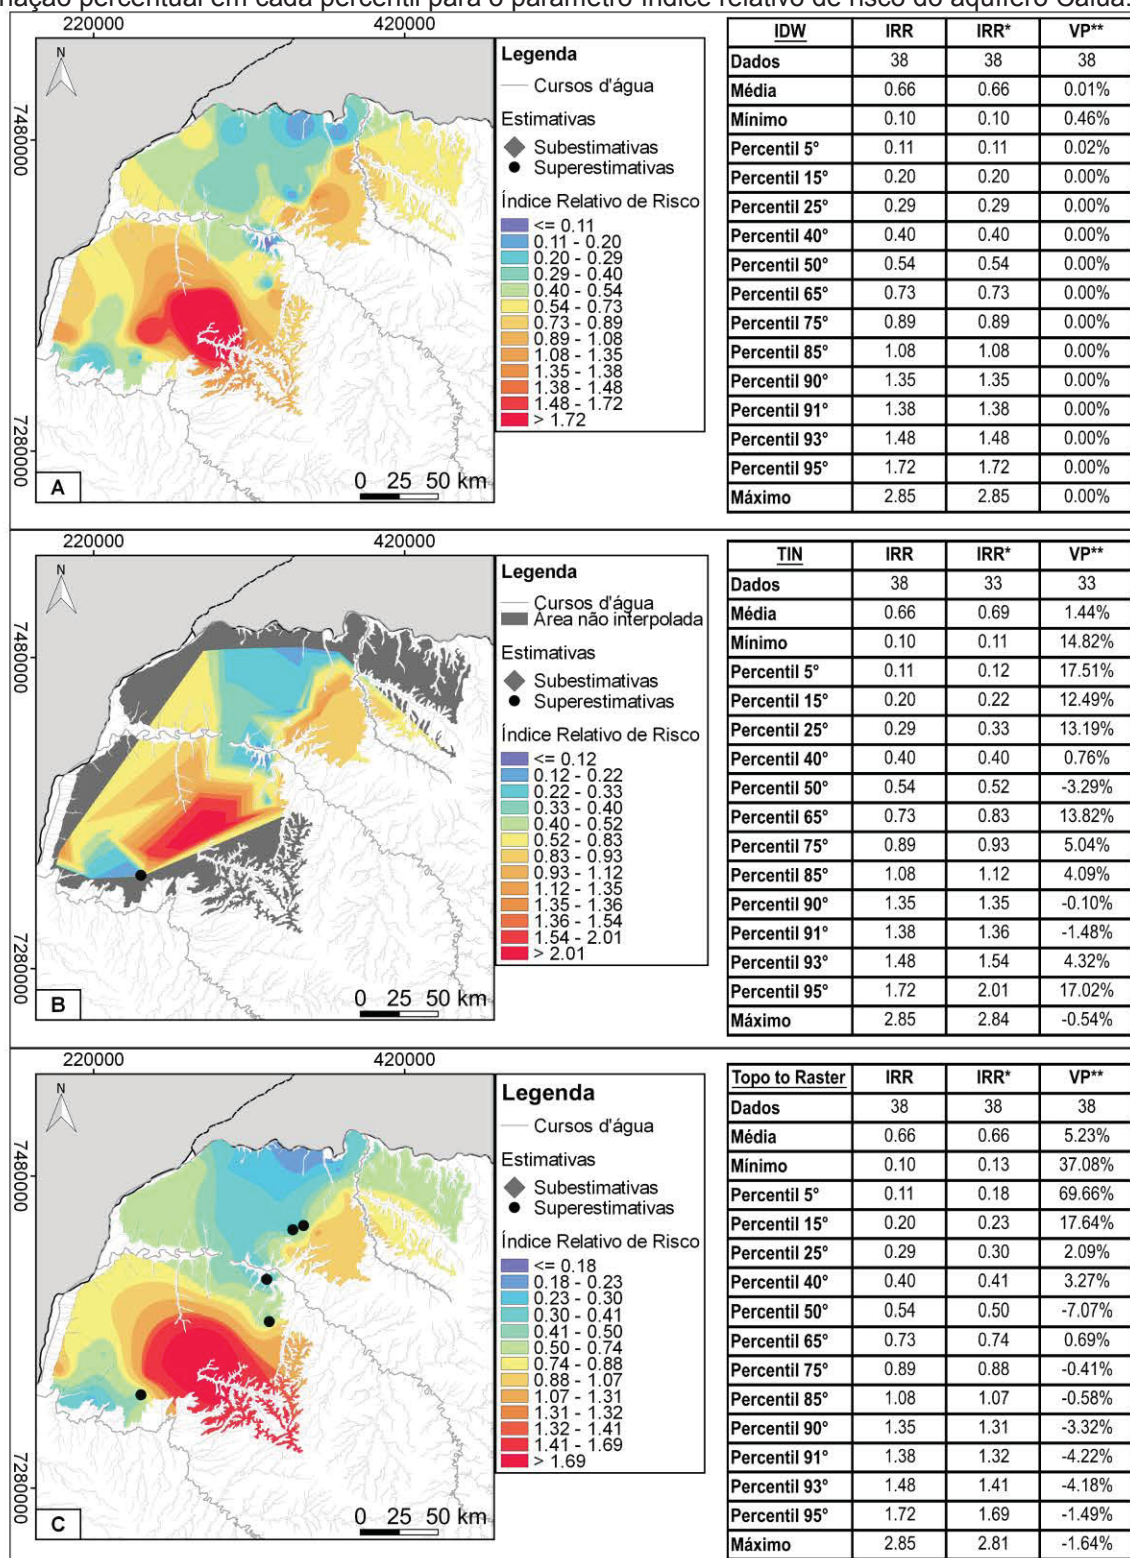 riação percentual em cada percentil para o parâmetro índice relativo de risco do aquífero Caiuá.
220000 420000
N
7480000
7280000
A
0 25 50 km
Legenda
Cursos d'água
Estimativas
Subestimativas
Superestimativas
Índice Relativo de Risco
<= 0.11
0.11 - 0.20
0.20 - 0.29
0.29 - 0.40
0.40 - 0.54
0.54 - 0.73
0.73 - 0.89
0.89 - 1.08
1.08 - 1.35
1.35 - 1.38
1.38 - 1.48
1.48 - 1.72
> 1.72
IDW IRR IRR* VP**
Dados 38 38 38
Média 0.66 0.66 0.01%
Mínimo 0.10 0.10 0.46%
Percentil 5° 0.11 0.11 0.02%
Percentil 15° 0.20 0.20 0.00%
Percentil 25° 0.29 0.29 0.00%
Percentil 40° 0.40 0.40 0.00%
Percentil 50° 0.54 0.54 0.00%
Percentil 65° 0.73 0.73 0.00%
Percentil 75° 0.89 0.89 0.00%
Percentil 85° 1.08 1.08 0.00%
Percentil 90° 1.35 1.35 0.00%
Percentil 91° 1.38 1.38 0.00%
Percentil 93° 1.48 1.48 0.00%
Percentil 95° 1.72 1.72 0.00%
Máximo 2.85 2.85 0.00%
220000 420000
N
7480000
7280000
B
0 25 50 km
Legenda
Cursos d'água
Área não interpolada
Estimativas
Subestimativas
Superestimativas
Índice Relativo de Risco
<= 0.12
0.12 - 0.22
0.22 - 0.33
0.33 - 0.40
0.40 - 0.52
0.52 - 0.83
0.83 - 0.93
0.93 - 1.12
1.12 - 1.35
1.35 - 1.36
1.36 - 1.54
1.54 - 2.01
> 2.01
TIN IRR IRR* VP**
Dados 38 33 33
Média 0.66 0.69 1.44%
Mínimo 0.10 0.11 14.82%
Percentil 5° 0.11 0.12 17.51%
Percentil 15° 0.20 0.22 12.49%
Percentil 25° 0.29 0.33 13.19%
Percentil 40° 0.40 0.40 0.76%
Percentil 50° 0.54 0.52 -3.29%
Percentil 65° 0.73 0.83 13.82%
Percentil 75° 0.89 0.93 5.04%
Percentil 85° 1.08 1.12 4.09%
Percentil 90° 1.35 1.35 -0.10%
Percentil 91° 1.38 1.36 -1.48%
Percentil 93° 1.48 1.54 4.32%
Percentil 95° 1.72 2.01 17.02%
Máximo 2.85 2.84 -0.54%
220000 420000
N
7480000
7280000
C
0 25 50 km
Legenda
Cursos d'água
Estimativas
Subestimativas
Superestimativas
Índice Relativo de Risco
<= 0.18
0.18 - 0.23
0.23 - 0.30
0.30 - 0.41
0.41 - 0.50
0.50 - 0.74
0.74 - 0.88
0.88 - 1.07
1.07 - 1.31
1.31 - 1.32
1.32 - 1.41
1.41 - 1.69
> 1.69
Topo to Raster IRR IRR* VP**
Dados 38 38 38
Média 0.66 0.66 5.23%
Mínimo 0.10 0.13 37.08%
Percentil 5° 0.11 0.18 69.66%
Percentil 15° 0.20 0.23 17.64%
Percentil 25° 0.29 0.30 2.09%
Percentil 40° 0.40 0.41 3.27%
Percentil 50° 0.54 0.50 -7.07%
Percentil 65° 0.73 0.74 0.69%
Percentil 75° 0.89 0.88 -0.41%
Percentil 85° 1.08 1.07 -0.58%
Percentil 90° 1.35 1.31 -3.32%
Percentil 91° 1.38 1.32 -4.22%
Percentil 93° 1.48 1.41 -4.18%
Percentil 95° 1.72 1.69 -1.49%
Máximo 2.85 2.81 -1.64%